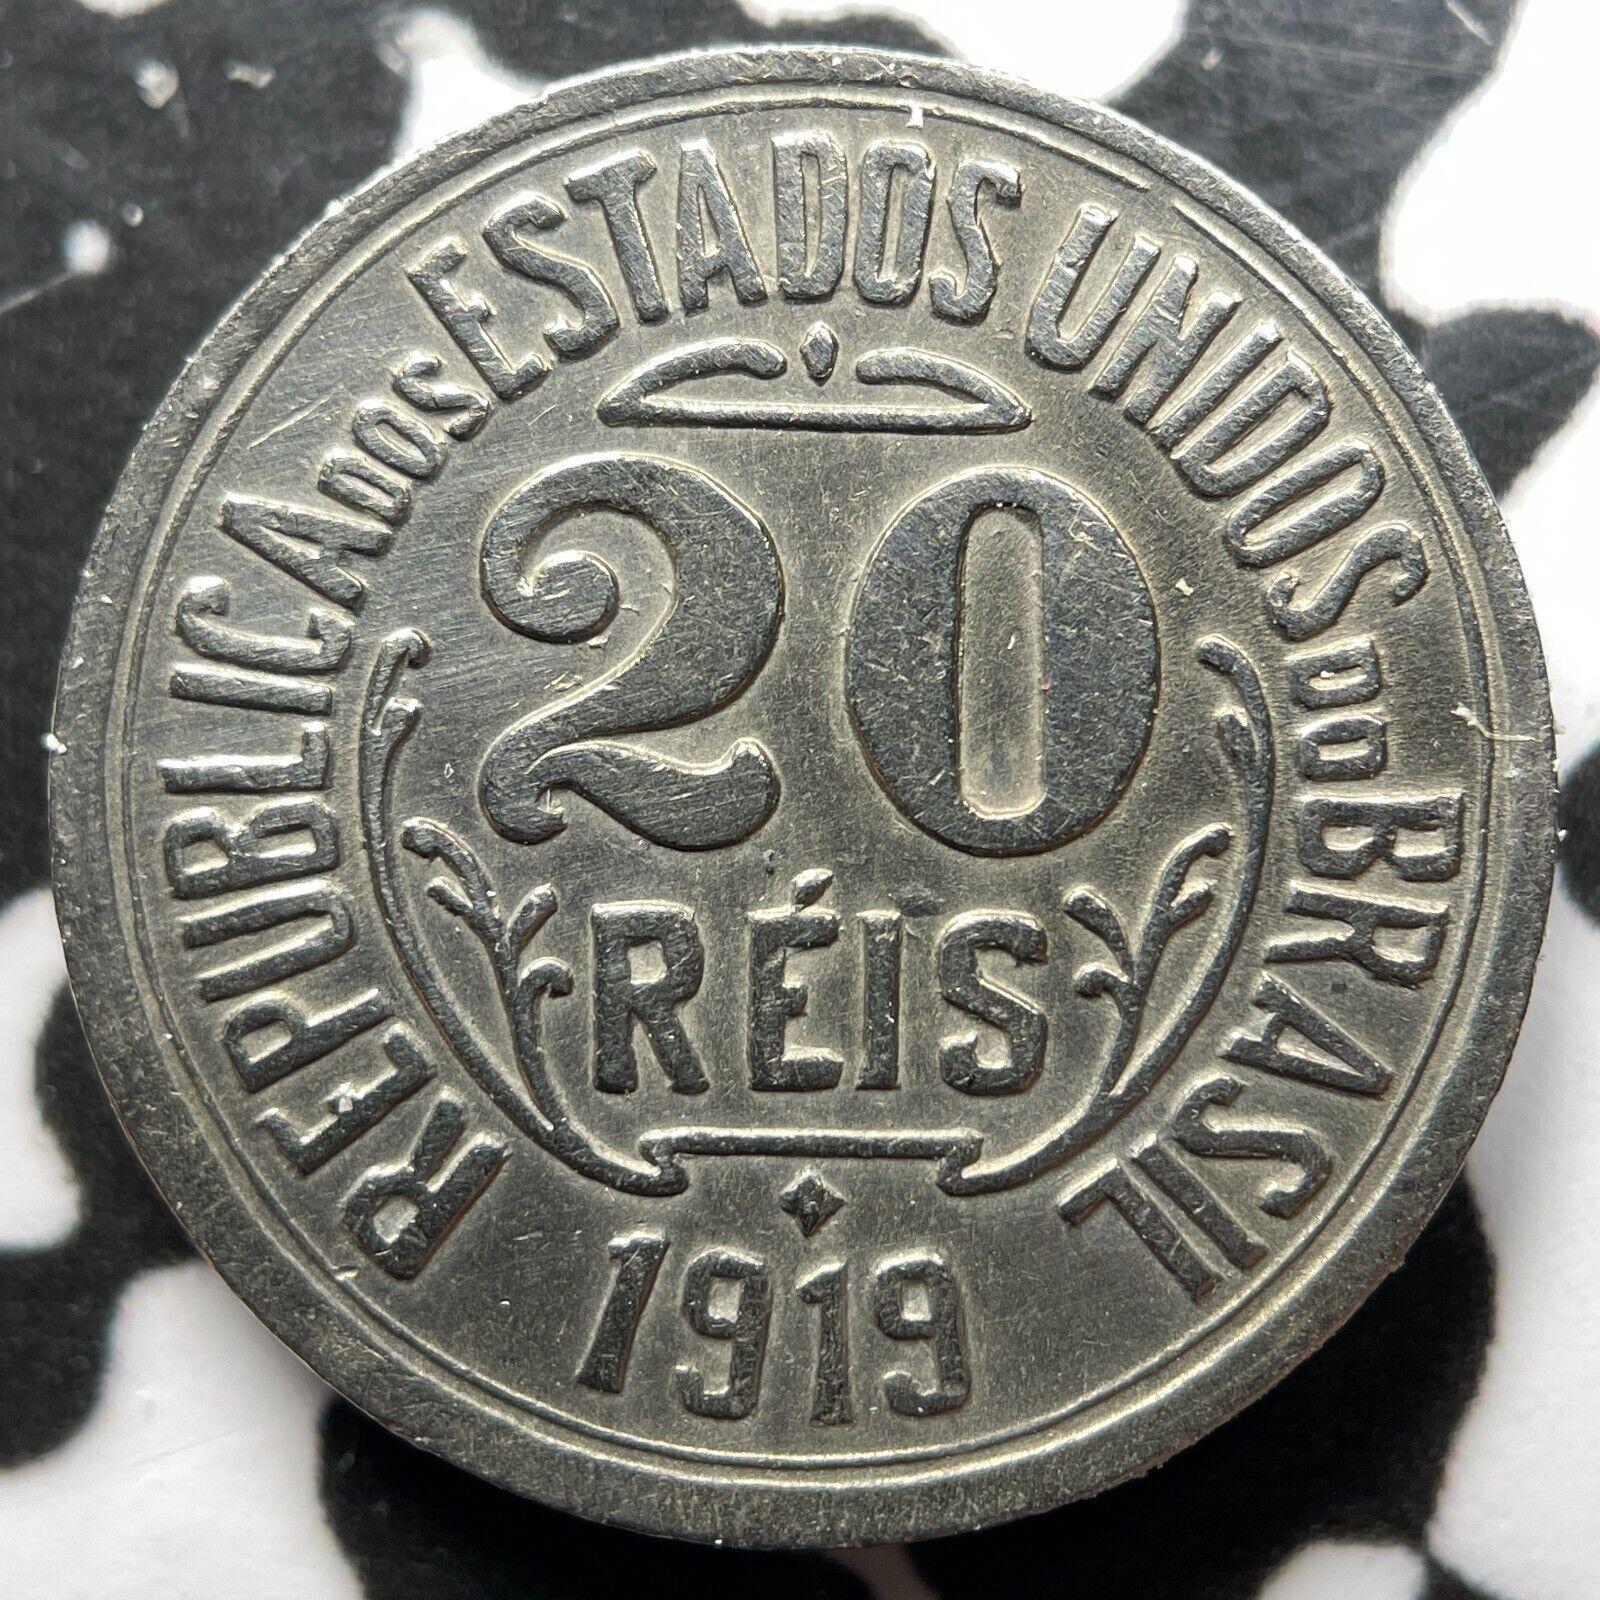 REPUBLICA DOS ESTADOS UNIDOS DO BRASIL
20
RÉIS
1919